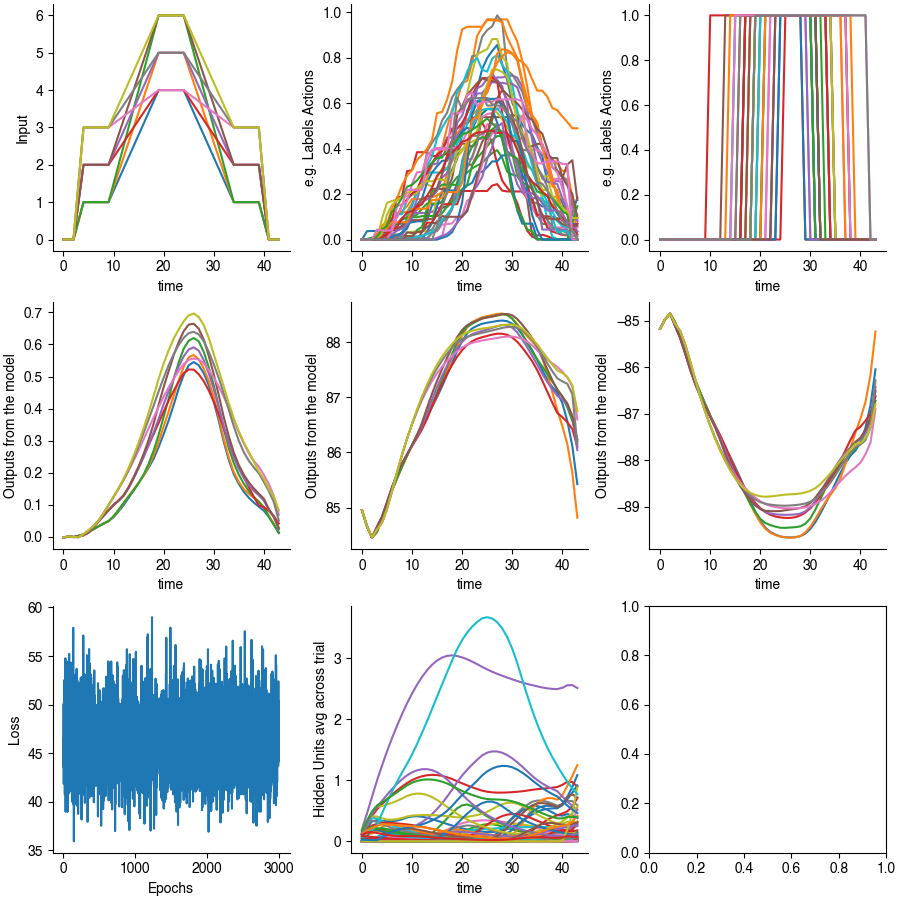 6
5
4
3
2
1
0
Input
0 10 20 30 40
time
1.0
0.8
0.6
0.4
0.2
0.0
e.g. Labels Actions
0 10 20 30 40
time
1.0
0.8
0.6
0.4
0.2
0.0
e.g. Labels Actions
0 10 20 30 40
time
0.7
0.6
0.5
0.4
0.3
0.2
0.1
0.0
Outputs from the model
0 10 20 30 40
time
88
87
86
85
Outputs from the model
0 10 20 30 40
time
−85
−86
−87
−88
−89
Outputs from the model
0 10 20 30 40
time
60
55
50
45
40
35
Loss
0 1000 2000 3000
Epochs
3
2
1
0
Hidden Units avg across trial
0 10 20 30 40
time
1.0
0.8
0.6
0.4
0.2
0.0
0.0 0.2 0.4 0.6 0.8 1.0